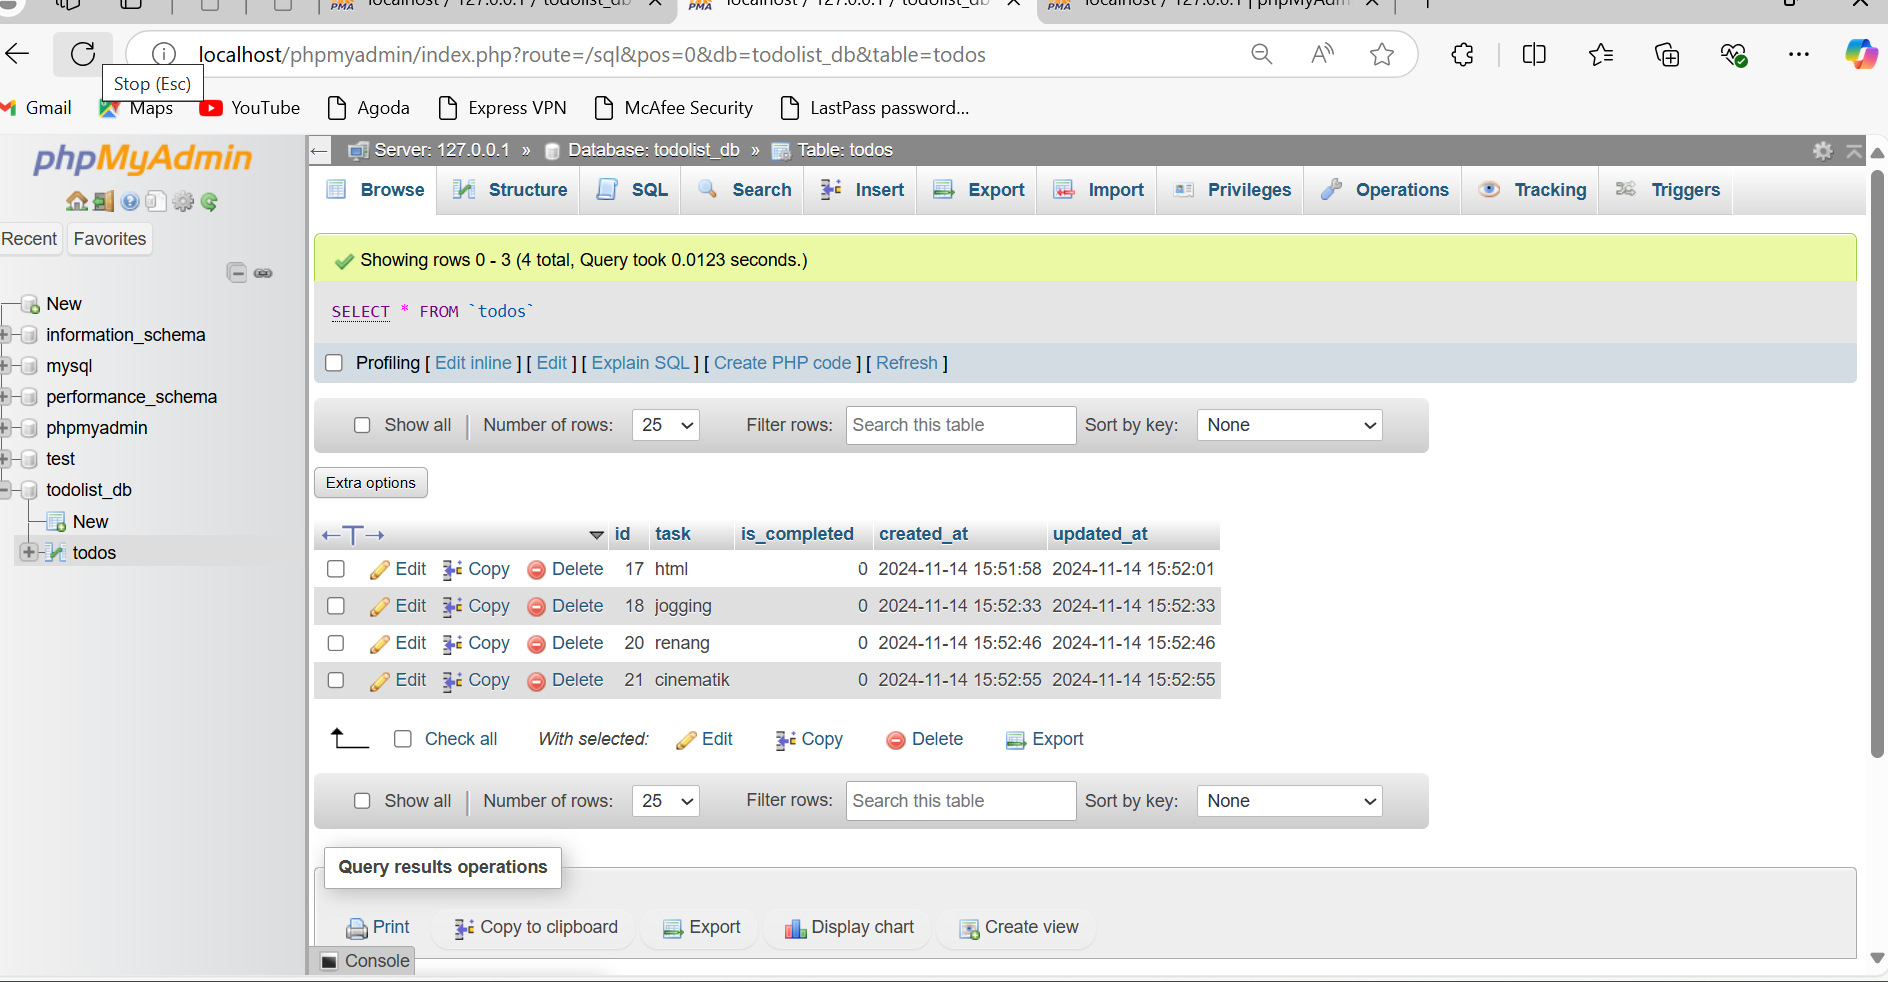 localhost / 127.0.0.1 / todolist_db
localhost / 127.0.0.1 / todolist_db
localhost / 127.0.0.1 | phpMyAdmin
localhost/phpmyadmin/index.php?route=/sql&pos=0&db=todolist_db&table=todos
Stop (Esc)
Gmail Maps YouTube Agoda Express VPN McAfee Security LastPass password...
phpMyAdmin
Recent Favorites
New
information_schema
mysql
performance_schema
phpmyadmin
test
todolist_db
New
todos
Server: 127.0.0.1 » Database: todolist_db » Table: todos
Browse Structure SQL Search Insert Export Import Privileges Operations Tracking Triggers
Showing rows 0 - 3 (4 total, Query took 0.0123 seconds.)
SELECT * FROM `todos`
Profiling [ Edit inline ] [ Edit ] [ Explain SQL ] [ Create PHP code ] [ Refresh ]
Show all | Number of rows: 25 Filter rows: Search this table Sort by key: None
Extra options
←T→ id task is_completed created_at updated_at
Edit Copy Delete 17 html 0 2024-11-14 15:51:58 2024-11-14 15:52:01
Edit Copy Delete 18 jogging 0 2024-11-14 15:52:33 2024-11-14 15:52:33
Edit Copy Delete 20 renang 0 2024-11-14 15:52:46 2024-11-14 15:52:46
Edit Copy Delete 21 cinematik 0 2024-11-14 15:52:55 2024-11-14 15:52:55
Check all With selected: Edit Copy Delete Export
Show all | Number of rows: 25 Filter rows: Search this table Sort by key: None
Query results operations
Print Copy to clipboard Export Display chart Create view
Console